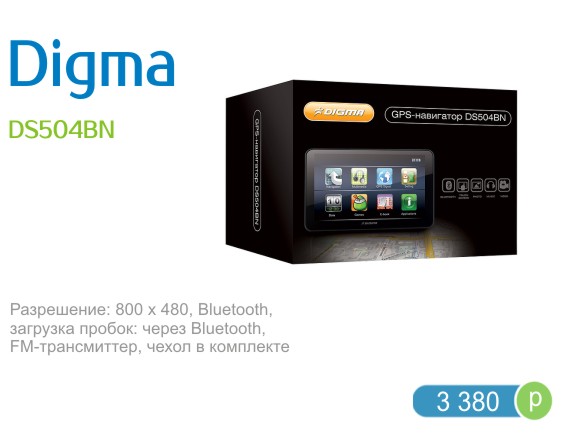 Digma
DS504BN
DIGMA
GPS-навигатор DS504BN
GPS-навигатор DS504BN
Разрешение: 800 x 480, Bluetooth,
загрузка пробок: через Bluetooth,
FM-трансмиттер, чехол в комплекте
3 380 р